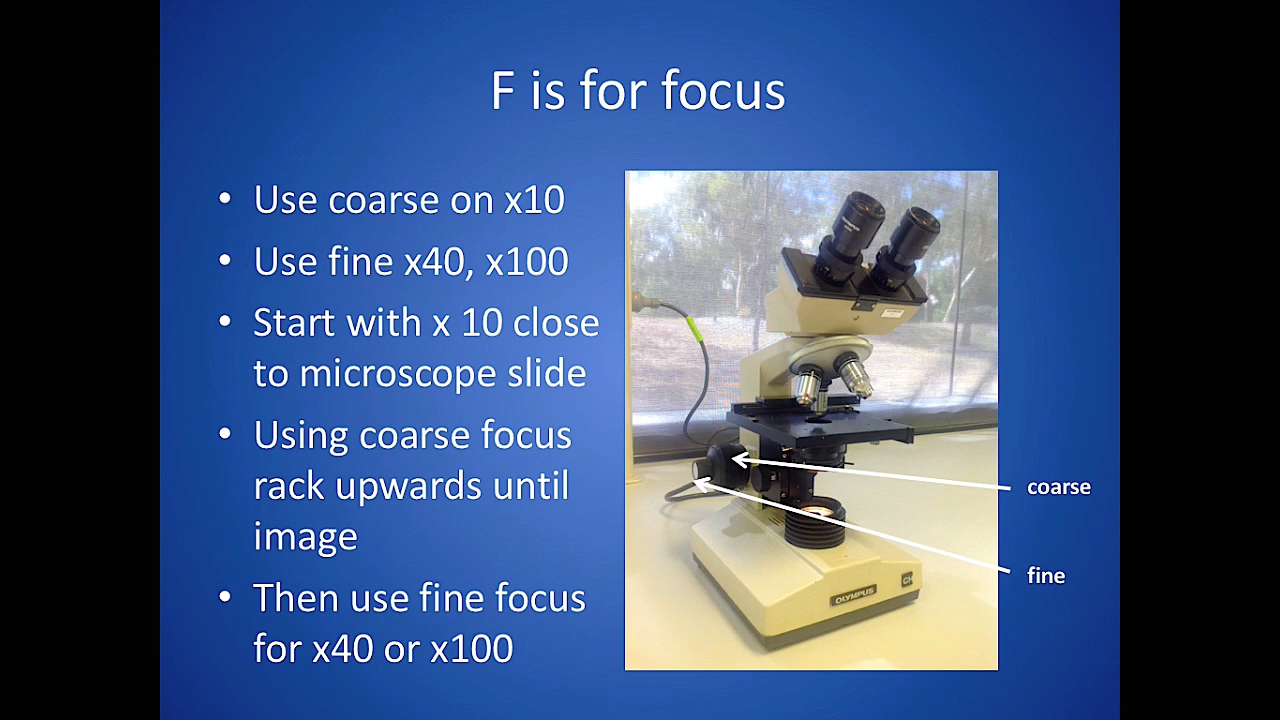 F is for focus
• Use coarse on x10
• Use fine x40, x100
• Start with x 10 close
to microscope slide
• Using coarse focus
rack upwards until
image
• Then use fine focus
for x40 or x100
coarse
fine
OLYMPUS
CH